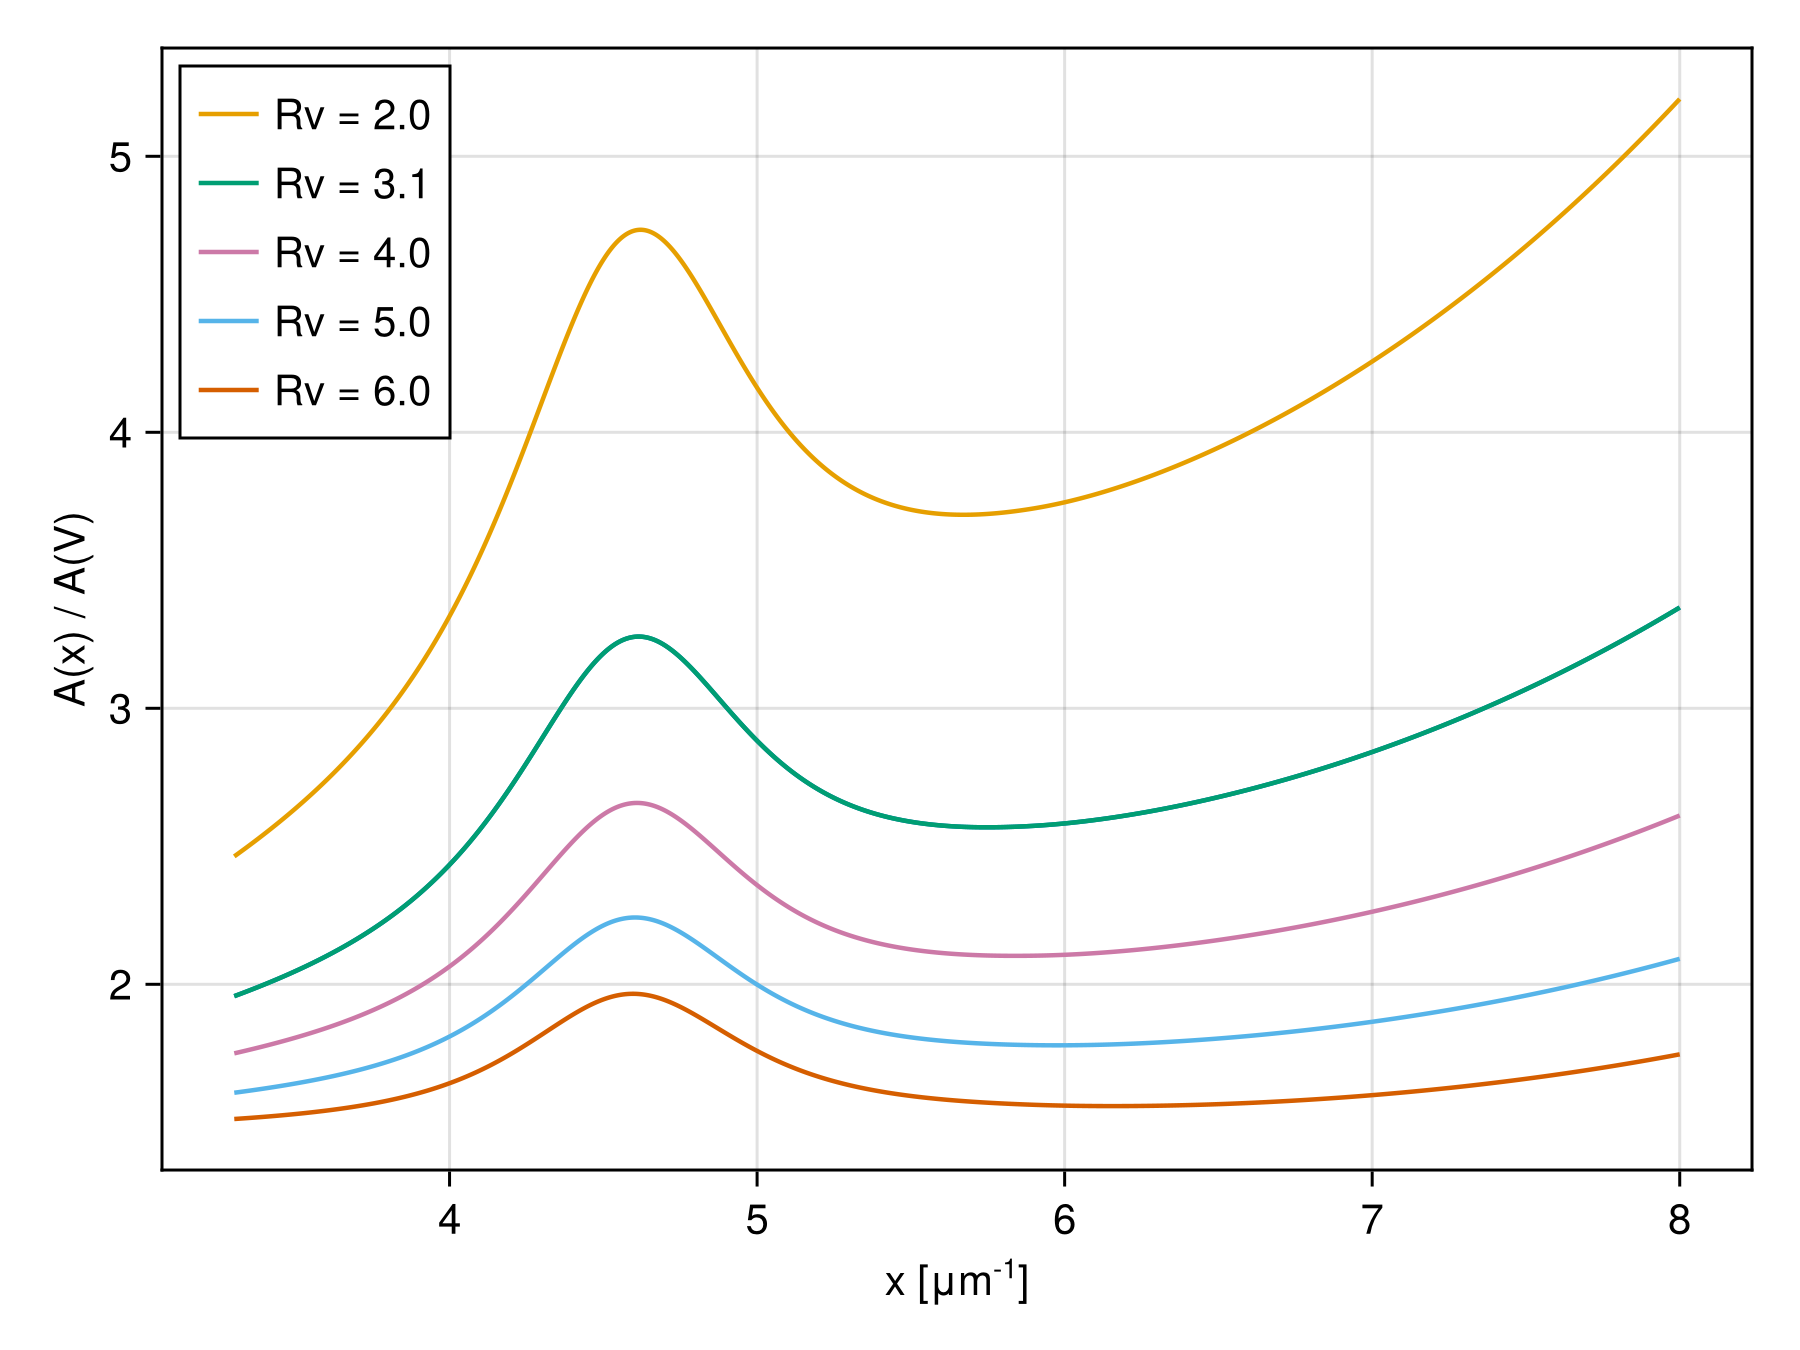 Rv = 2.0
Rv = 3.1
Rv = 4.0
Rv = 5.0
Rv = 6.0
5
4
3
2
A(x) / A(V)
4 5 6 7 8
x [μm⁻¹]